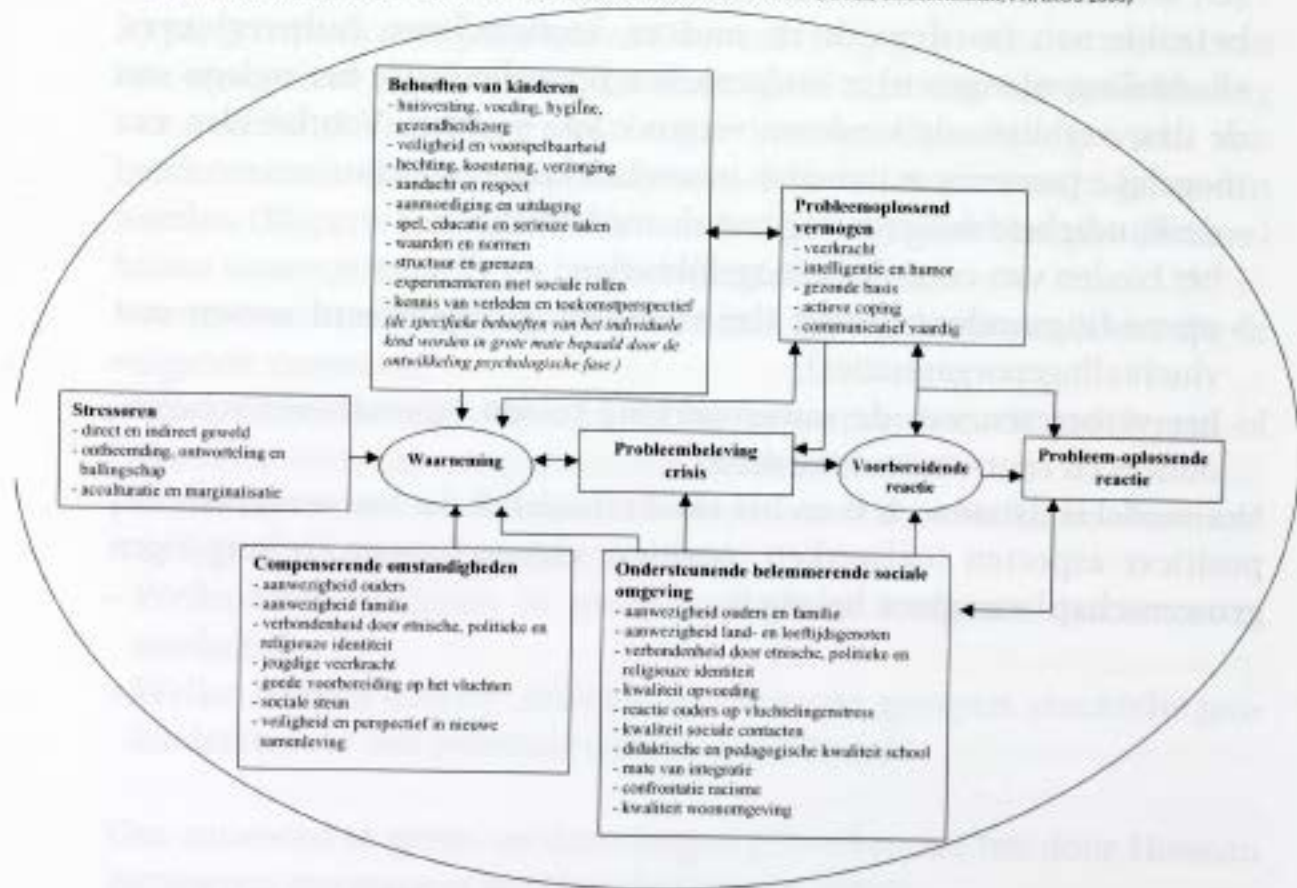 Behoeften van kinderen
- huisvesting, voeding, hygiëne,
gezondheidszorg
- veiligheid en voorspelbaarheid
- hechting, koestering, verzorging
- aandacht en respect
- aanmoediging en uitdaging
- spel, educatie en serieuze taken
- waarden en normen
- structuur en grenzen
- experimenteren met sociale rollen
- kennis van verleden en toekomstperspectief
(de specifieke behoeften van het individuele
kind worden in grote mate bepaald door de
ontwikkeling psychologische fase )
Probleemoplossend
vermogen
- veerkracht
- intelligentie en humor
- gezonde basis
- actieve coping
- communicatief vaardig
Stressoren
- direct en indirect geweld
- ontheemding, ontworteling en
ballingschap
- acculturatie en marginalisatie
Waarneming
Probleembeleving
crisis
Voorbereidende
reactie
Probleem-oplossende
reactie
Compenserende omstandigheden
- aanwezigheid ouders
- aanwezigheid familie
- verbondenheid door etnische, politieke en
religieuze identiteit
- jeugdige veerkracht
- goede voorbereiding op het vluchten
- sociale steun
- veiligheid en perspectief in nieuwe
samenleving
Ondersteunende belemmerende sociale
omgeving
- aanwezigheid ouders en familie
- aanwezigheid land- en leeftijdsgenoten
- verbondenheid door etnische, politieke en
religieuze identiteit
- kwaliteit opvoeding
- reactie ouders op vluchtelingenstress
- kwaliteit sociale contacten
- didaktische en pedagogische kwaliteit school
- mate van integratie
- confrontatie racisme
- kwaliteit woonomgeving